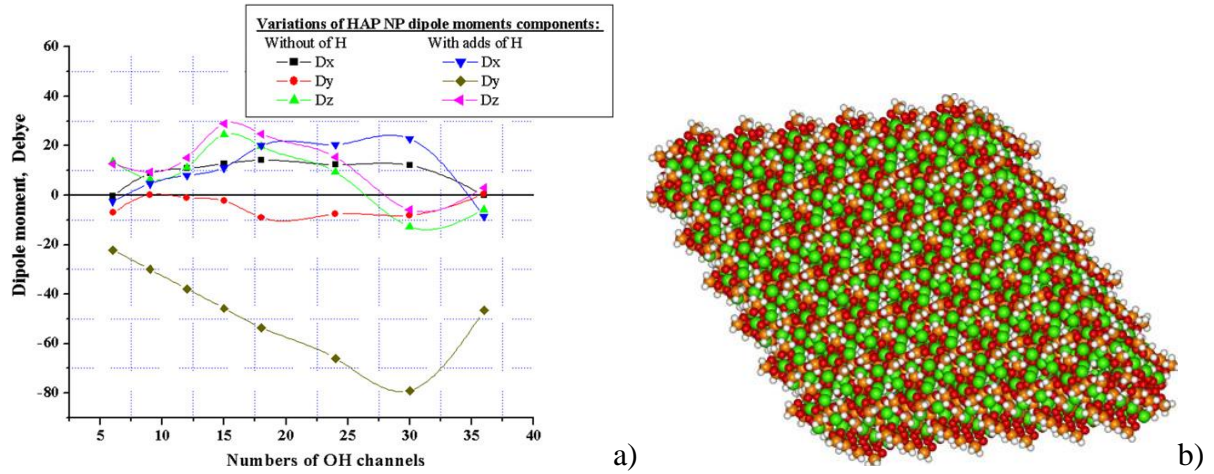 Variations of HAP NP dipole moments components:
Without of H
With adds of H
Dx
Dx
Dy
Dy
Dz
Dz
60
40
20
0
-20
-40
-60
-80
Dipole moment, Debye
5
10
15
20
25
30
35
40
Numbers of OH channels
a)
b)